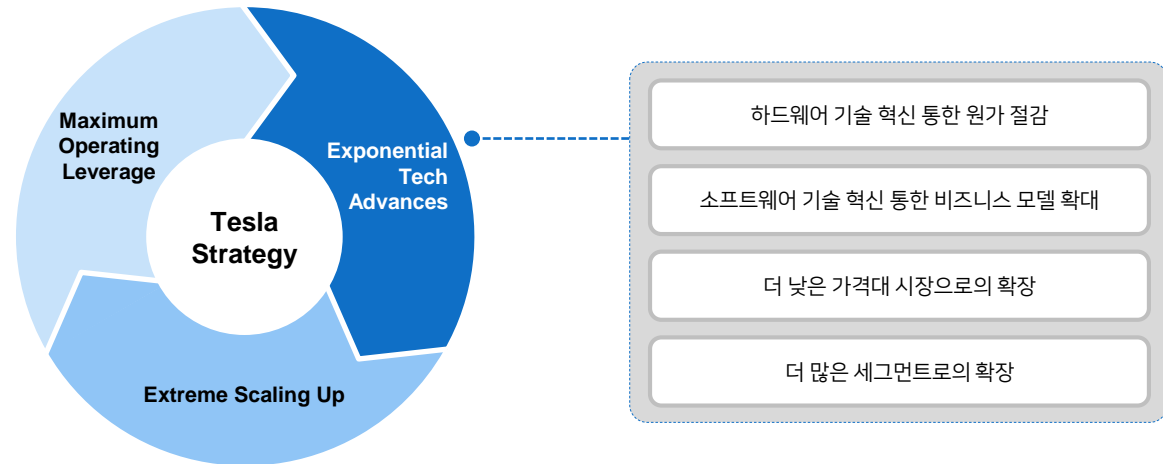 Maximum
Operating
Leverage
Exponential
Tech
Advances
Tesla
Strategy
Extreme Scaling Up
하드웨어 기술 혁신 통한 원가 절감
소프트웨어 기술 혁신 통한 비즈니스 모델 확대
더 낮은 가격대 시장으로의 확장
더 많은 세그먼트로의 확장